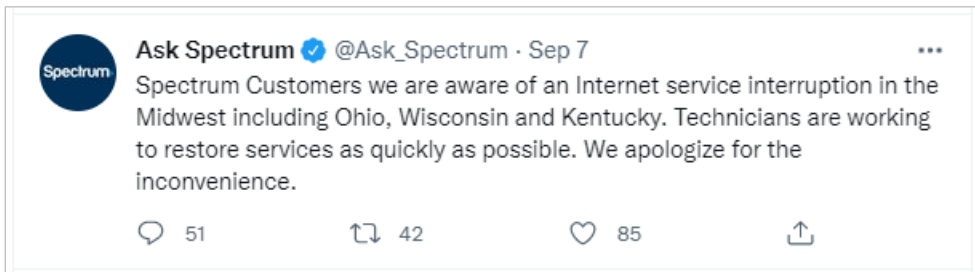 Spectrum
Ask Spectrum @Ask_Spectrum · Sep 7
Spectrum Customers we are aware of an Internet service interruption in the
Midwest including Ohio, Wisconsin and Kentucky. Technicians are working
to restore services as quickly as possible. We apologize for the
inconvenience.
51 42 85